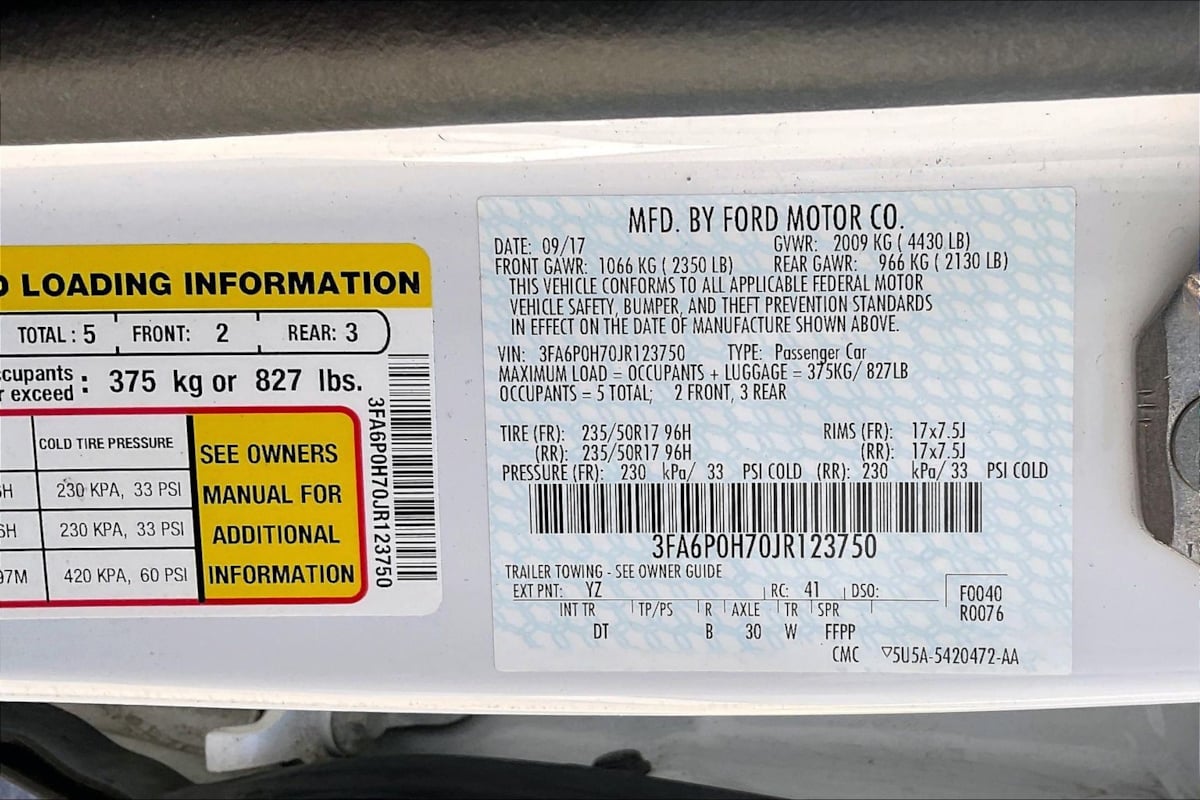 LOADING INFORMATION
TOTAL : 5 FRONT: 2 REAR: 3
r exceed : 375 kg or 827 lbs.
COLD TIRE PRESSURE
230 KPA, 33 PSI
230 KPA, 33 PSI
97M 420 KPA, 60 PSI
SEE OWNERS
MANUAL FOR
ADDITIONAL
INFORMATION
3FA6P0H70JR123750
MFD. BY FORD MOTOR CO.
DATE: 09/17 GVWR: 2009 KG ( 4430 LB)
FRONT GAWR: 1066 KG ( 2350 LB) REAR GAWR: 966 KG ( 2130 LB)
THIS VEHICLE CONFORMS TO ALL APPLICABLE FEDERAL MOTOR
VEHICLE SAFETY, BUMPER, AND THEFT PREVENTION STANDARDS
IN EFFECT ON THE DATE OF MANUFACTURE SHOWN ABOVE.
VIN: 3FA6P0H70JR123750 TYPE: Passenger Car
MAXIMUM LOAD = OCCUPANTS + LUGGAGE = 375KG/ 827LB
OCCUPANTS = 5 TOTAL; 2 FRONT, 3 REAR
TIRE (FR): 235/50R17 96H RIMS (FR): 17x7.5J
(RR): 235/50R17 96H (RR): 17x7.5J
PRESSURE (FR): 230 kPa/ 33 PSI COLD (RR): 230 kPa/ 33 PSI COLD
3FA6P0H70JR123750
TRAILER TOWING - SEE OWNER GUIDE
EXT PNT: YZ RC: 41 DSO: F0040
INT TR TP/PS R AXLE TR SPR R0076
DT B 30 W FFPP
CMC ▽5U5A-5420472-AA